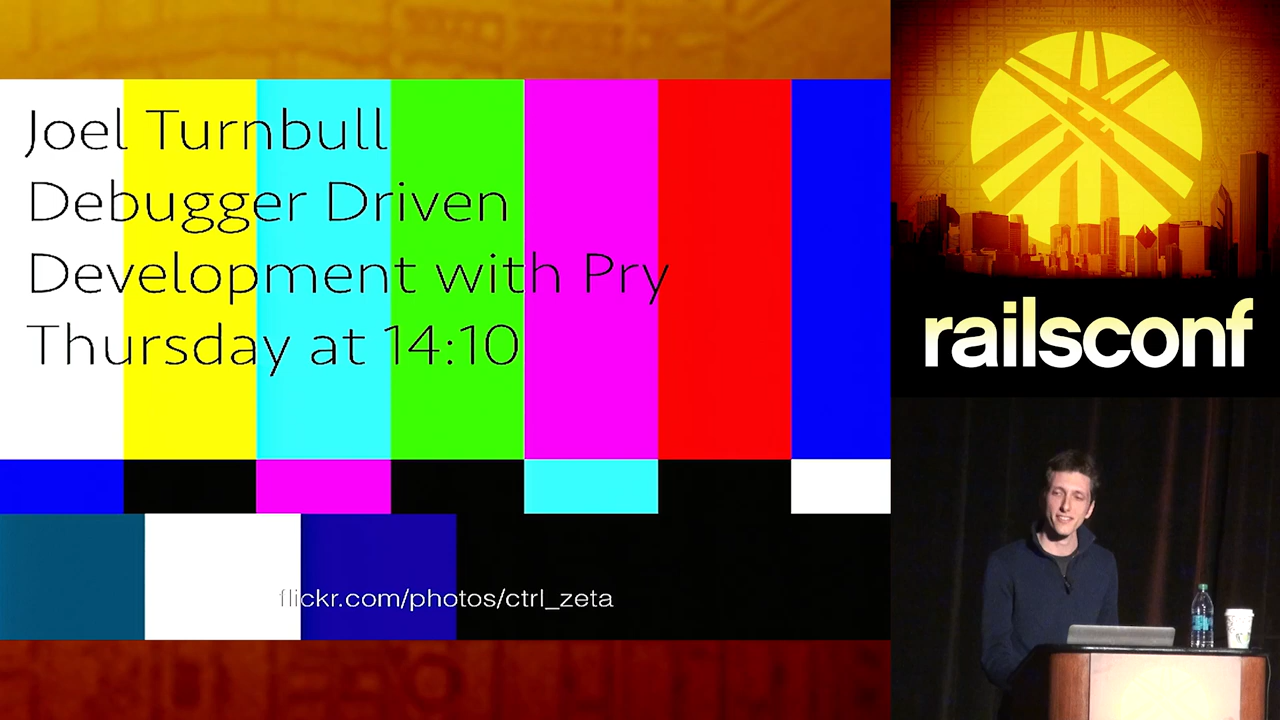 Joel Turnbull
Debugger Driven
Development with Pry
Thursday at 14:10
flickr.com/photos/ctrl_zeta
railsconf